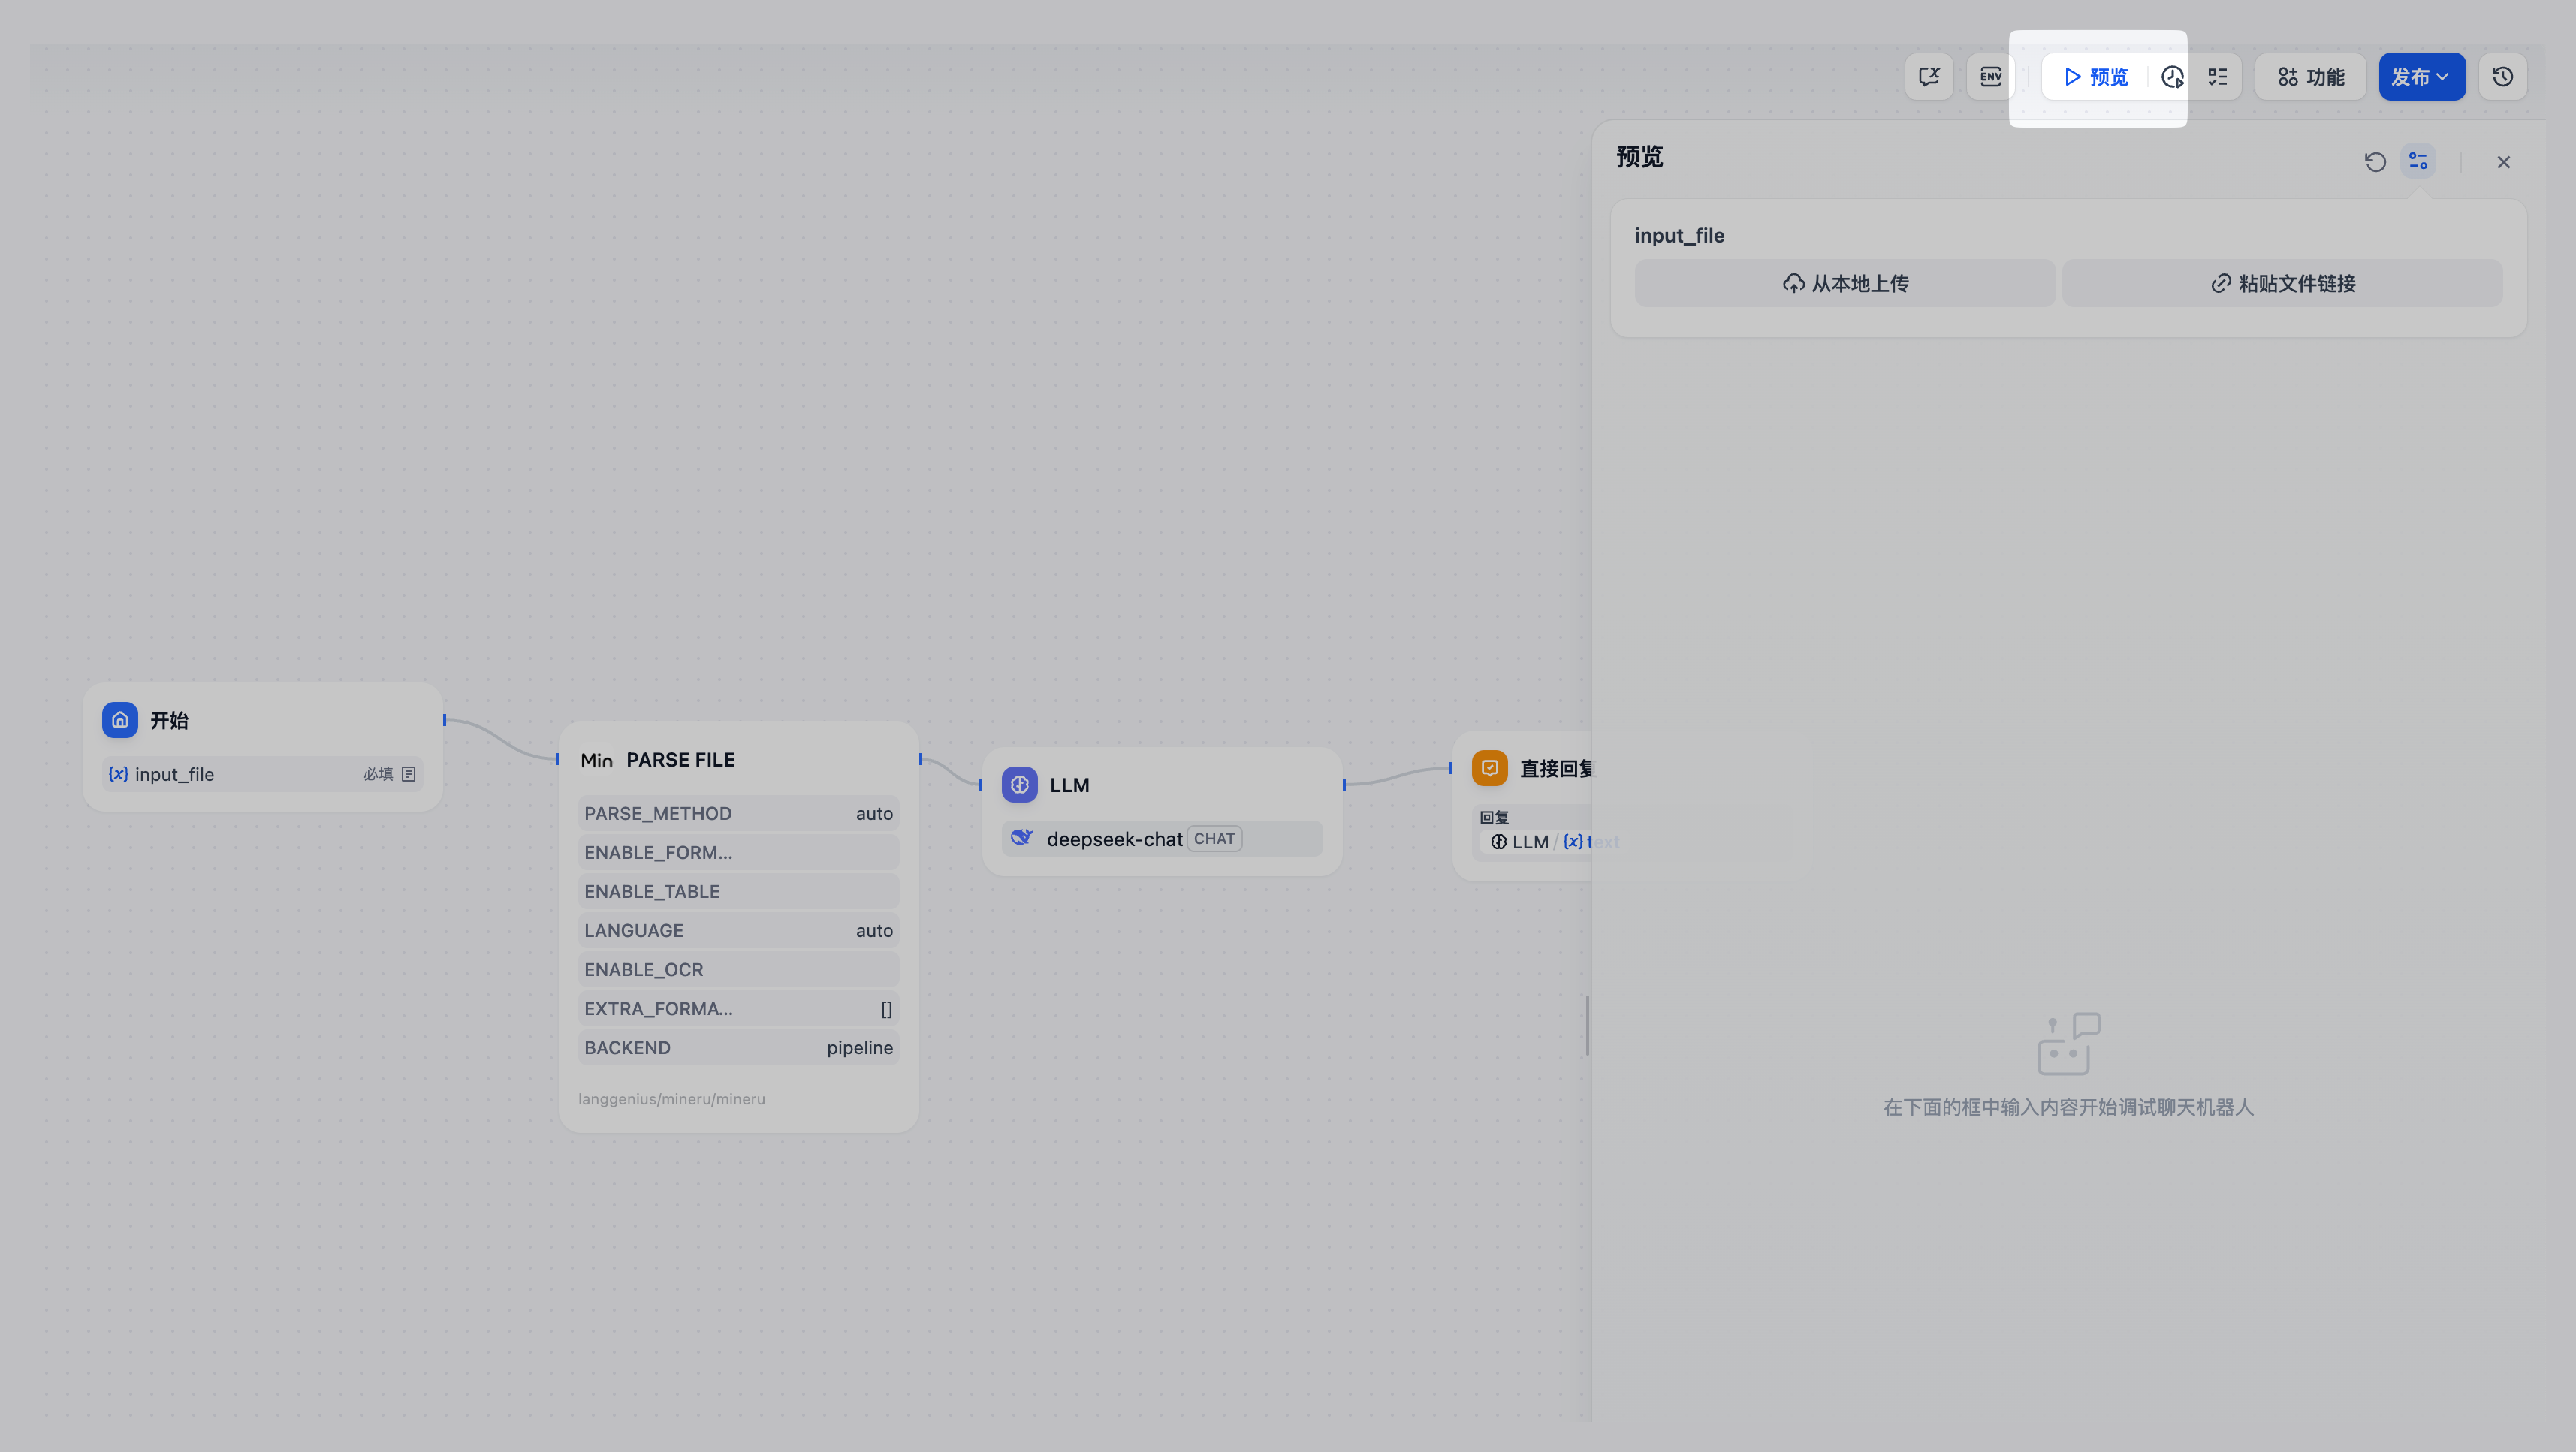 ENV
预览
功能
发布
预览
input_file
从本地上传
粘贴文件链接
开始
{x} input_file 必填
Min PARSE FILE
PARSE_METHOD auto
ENABLE_FORM...
ENABLE_TABLE
LANGUAGE auto
ENABLE_OCR
EXTRA_FORMA... []
BACKEND pipeline
langgenius/mineru/mineru
LLM
deepseek-chat CHAT
直接回复
回复
LLM / {x} text
在下面的框中输入内容开始调试聊天机器人